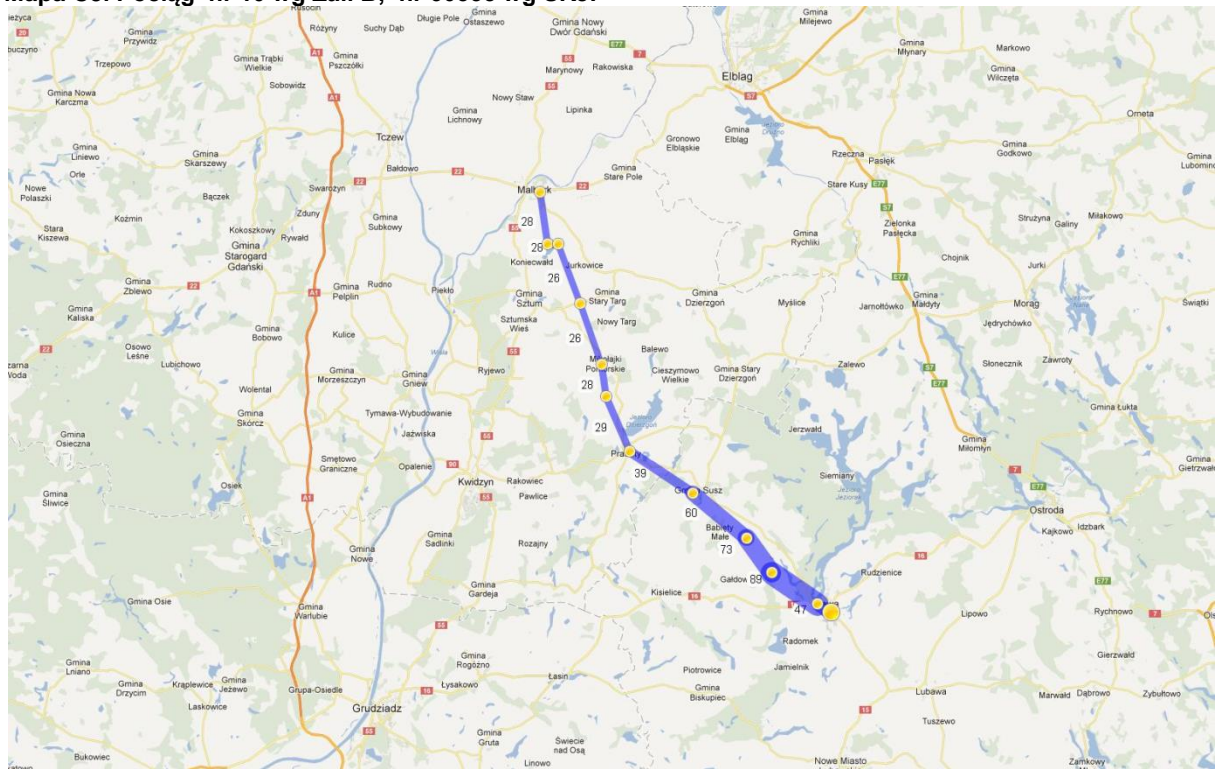 28
28
26
26
28
29
39
60
73
89
47
Gmina
Przywidz
Trzepowo
Gmina Nowa
Karczma
Różyny
Suchy Dąb
Długie Pole
Gmina
Ostaszewo
Gmina Nowy
Dwór Gdański
Gmina Trąbki
Wielkie
Gmina
Pszczółki
Sobowidz
Marynowy
Rakowiska
Nowy Staw
Gmina
Lichnowy
Lipinka
Elbląg
Gmina
Milejewo
Gmina
Młynary
Markowo
Gmina
Wilczęta
Orneta
Tczew
Bałdowo
Gmina
Liniewo
Orle
Gmina
Skarszewy
Nowe
Polaszki
Bączek
Swarożyn
Gmina
Stare Pole
Gronowo
Elbląskie
Gmina
Elbląg
Rzeczna
Pasłęk
Stare Kusy
Gmina
Godkowo
Gmina
Koźmin
Stara
Kiszewa
Zduny
Kokoszkowy
Rywałd
Gmina
Subkowy
Gmina
Starogard
Gdański
Koniecwałd
Jurkowice
Gmina
Rychliki
Zielonka
Pasłęcka
Strużyna
Galiny
Miłakowo
Chojnik
Jurki
Gmina
Zblewo
Gmina
Kaliska
Gmina
Pelplin
Rudno
Piekło
Gmina
Sztum
Gmina
Stary Targ
Nowy Targ
Gmina
Dzierzgoń
Myślice
Jarnołtówko
Gmina
Małdyty
Morąg
Jędrychówko
Świątki
Osowo
Leśne
Lubichowo
Gmina
Bobowo
Kulice
Sztumska
Wieś
Wolental
Gmina
Morzeszczyn
Gmina
Gniew
Ryjewo
Balewo
Cieszymowo
Wielkie
Gmina Stary
Dzierzgoń
Zalewo
Słonecznik
Zawroty
Gmina
Skórcz
Tymawa-Wybudowanie
Jaźwiska
Jerzwałd
Gmina Łukta
Gmina
Osieczna
Smętowo
Graniczne
Opalenie
Kwidzyn
Rakowiec
Pawlice
Siemiany
Gmina
Miłomłyn
Gmina
Gietrzwałd
Gmina
Śliwice
Osiek
Babięty
Małe
Ostroda
Kajkowo
Idzbark
Gmina
Nowe
Gmina
Sadlinki
Rozajny
Rudzienice
Gmina Osie
Gmina
Warlubie
Gmina
Gardeja
Kisielice
Lipowo
Rychnowo
Radomek
Gierzwałd
Gmina
Lniano
Gmina
Drzycim
Krąplewice
Gmina
Jeżewo
Laskowice
Grupa-Osiedle
Gmina
Rogóźno
Łysakowo
Łasin
Piotrowice
Jamielnik
Gmina
Biskupiec
Lubawa
Marwałd
Dąbrowo
Zybułtowo
Tuszewo
Grudziadz
Bukowiec
Gmina
Gruta
Świecie
nad Osą
Linowo
Nowe Miasto
Zamkowy